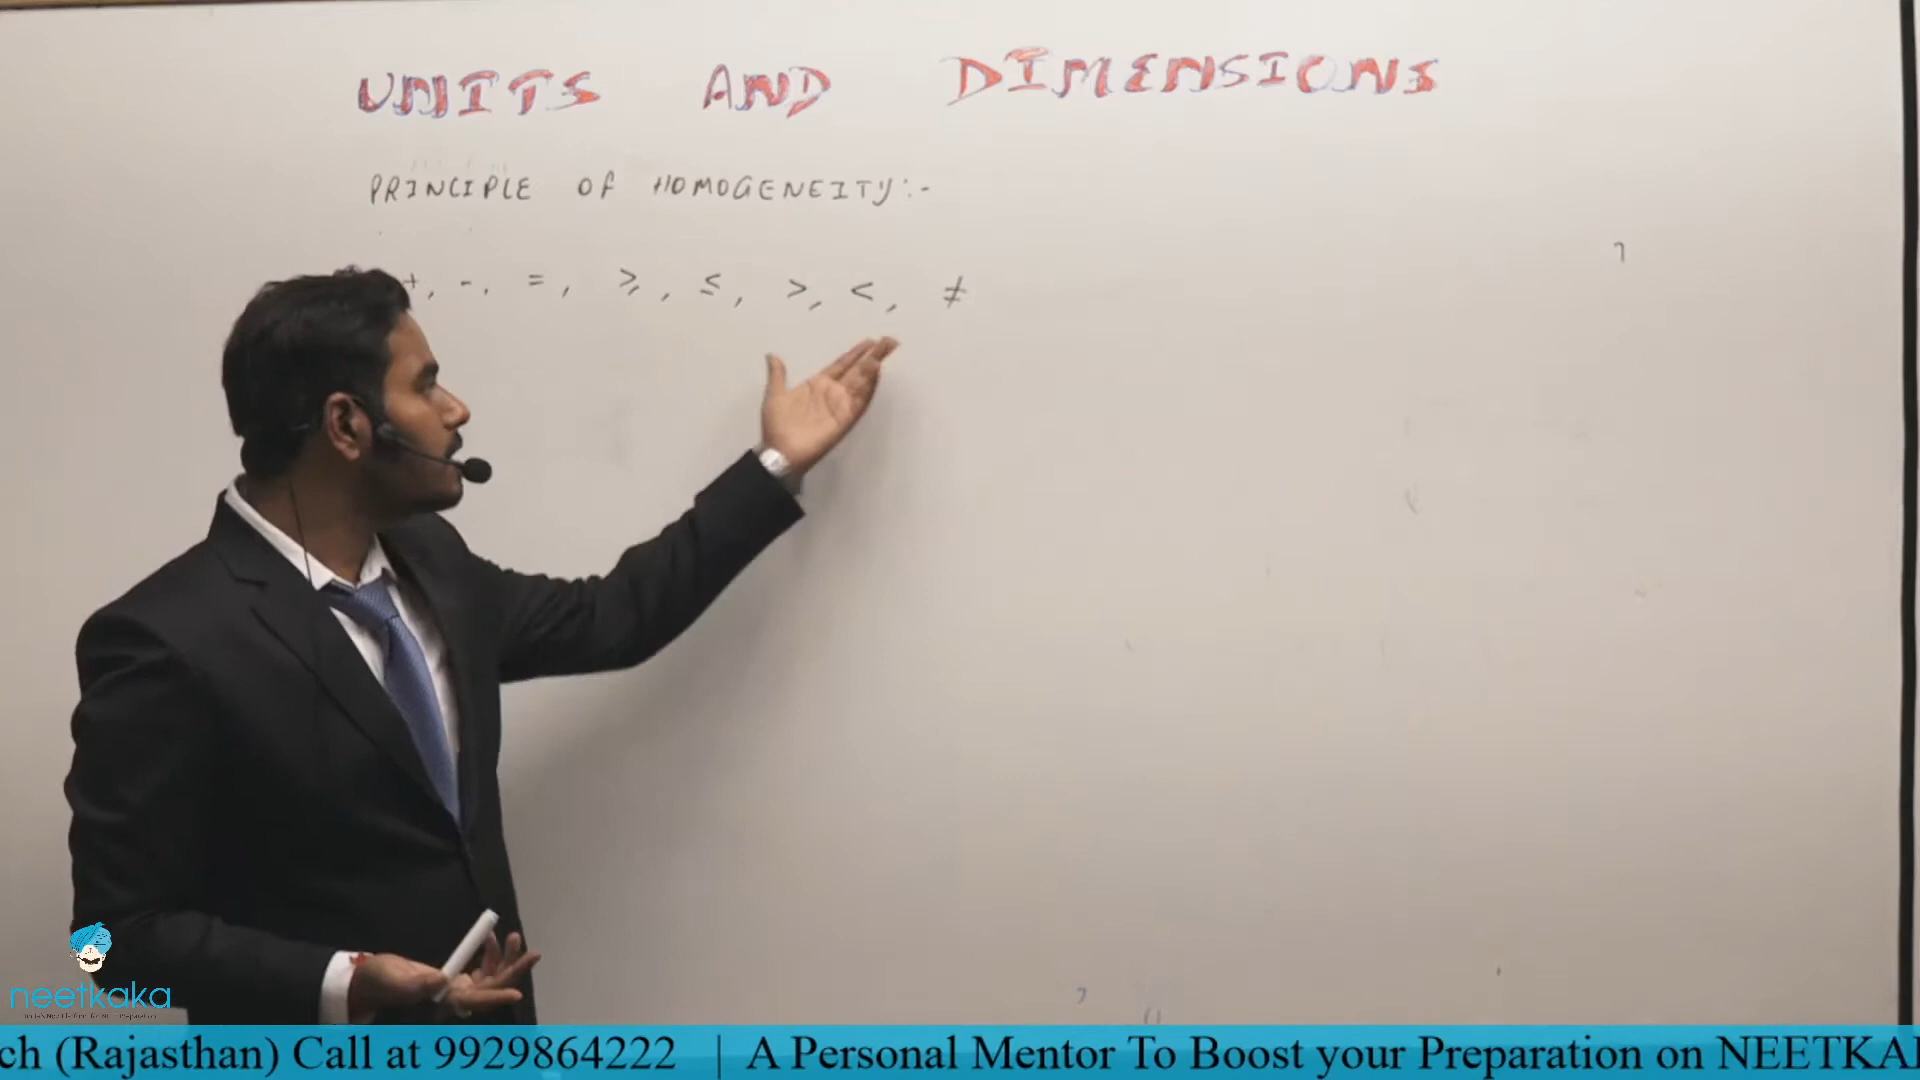 UNITS AND DIMENSIONS
PRINCIPLE OF HOMOGENEITY:-
+, -, =, ≥, ≤, >, <, ≠
neetkaka
ch (Rajasthan) Call at 9929864222 | A Personal Mentor To Boost your Preparation on NEETKA